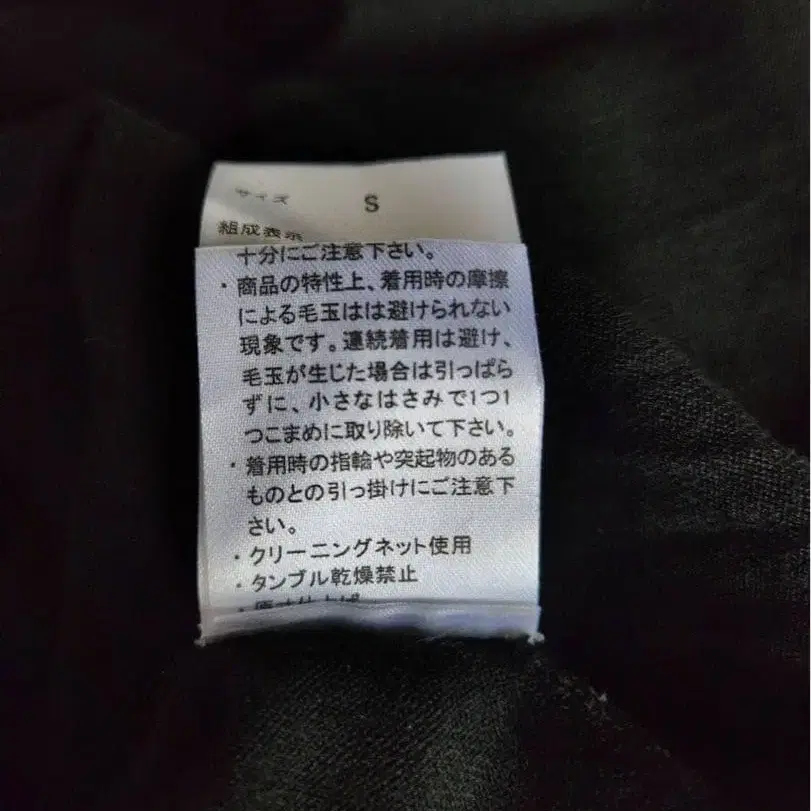 サイズ S
組成表示
十分にご注意下さい。
・商品の特性上、着用時の摩擦
による毛玉はは避けられない
現象です。連続着用は避け、
毛玉が生じた場合は引っぱら
ずに、小さなはさみで1つ1
つこまめに取り除いて下さい。
・着用時の指輪や突起物のある
ものとの引っ掛けにご注意下
さい。
・クリーニングネット使用
・タンブル乾燥禁止